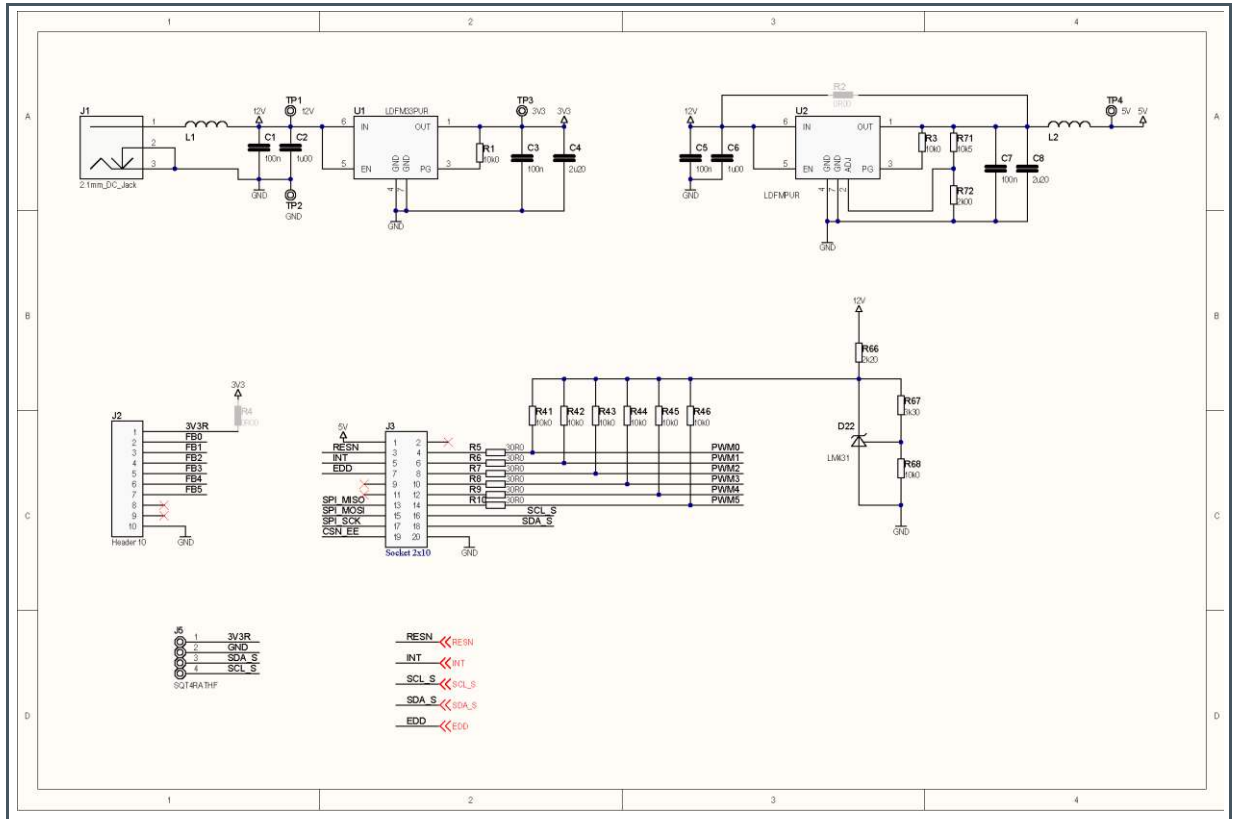 1 2 3 4
A A
J1
1
2
3
2.1mm_DC_Jack
L1
12V
TP1
12V
C1
100n
C2
1u00
GND
TP2
GND
U1
LDFM33PUR
6 IN OUT 1
5 EN GND GND PG 3
4 7
GND
R1
10k0
TP3
3V3
3V3
C3
100n
C4
2u20
12V
C5
100n
C6
1u00
GND
R2
0R00
U2
6 IN OUT 1
5 EN GND GND ADJ PG 3
4 7 2
LDFMPUR
GND
R3
10k0
R71
10k5
R72
2k00
C7
100n
C8
2u20
L2
TP4
5V
5V
B B
12V
R66
2k20
R67
D22
LM431
R68
10k0
GND
R41
10k0
R42
10k0
R43
10k0
R44
10k0
R45
10k0
R46
10k0
3V3
R4
0R00
J2
1 3V3R
2 FB0
3 FB1
4 FB2
5 FB3
6 FB4
7 FB5
8
9
10
GND
Header 10
5V
J3
1 2
RESN 3 4 R5 30R0 PWM0
INT 5 6 R6 30R0 PWM1
EDD 7 8 R7 30R0 PWM2
9 10 R8 30R0 PWM3
11 12 R9 30R0 PWM4
SPI_MISO 13 14 R10 30R0 PWM5
SPI_MOSI 15 16 SCL_S
SPI_SCK 17 18 SDA_S
CSN_EE 19 20
GND
Socket 2x10
C C
J5
1 3V3R
2 GND
3 SDA_S
4 SCL_S
SQT4RATHF
RESN RESN
INT INT
SCL_S SCL_S
SDA_S SDA_S
EDD EDD
D D
1 2 3 4